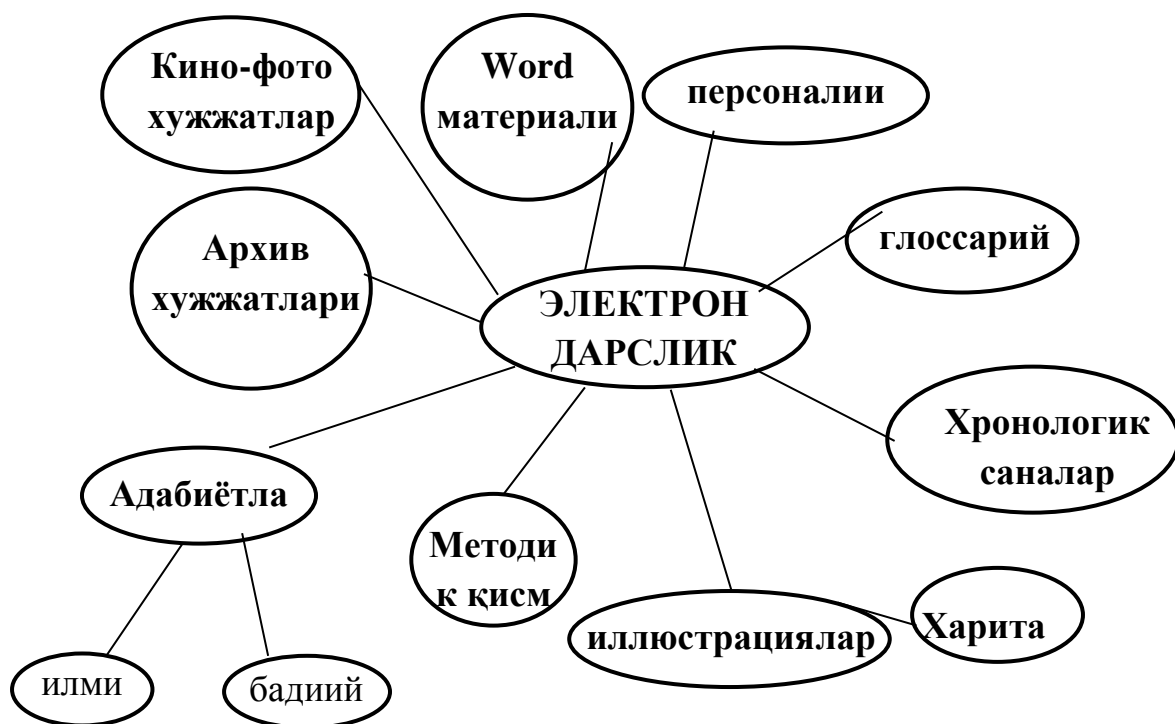 Кино-фото
хужжатлар
Word
материали
персоналии
Архив
хужжатлари
глоссарий
ЭЛЕКТРОН
ДАРСЛИК
Хронологик
саналар
Адабиётла
Методи
к қисм
иллюстрациялар
Харита
илми
бадиий